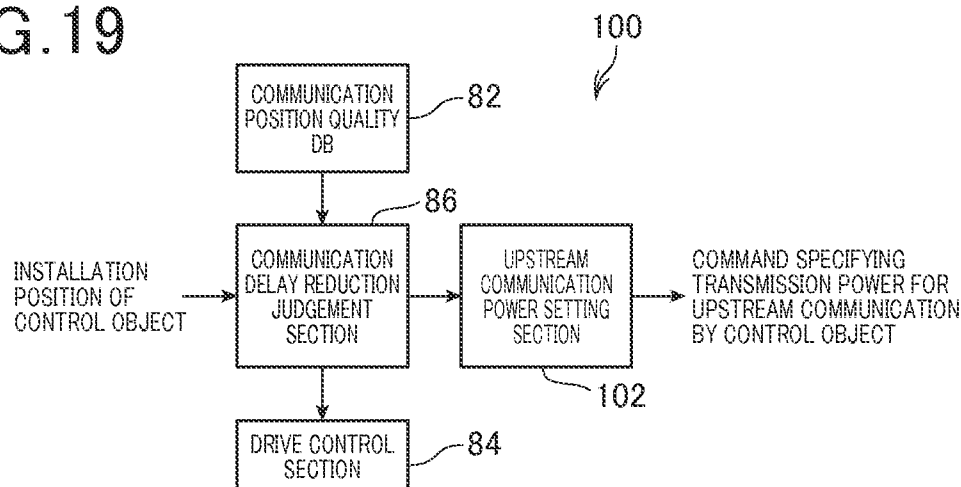 G.19
100
COMMUNICATION
POSITION QUALITY
DB
82
86
INSTALLATION
POSITION OF
CONTROL OBJECT
COMMUNICATION
DELAY REDUCTION
JUDGEMENT
SECTION
UPSTREAM
COMMUNICATION
POWER SETTING
SECTION
COMMAND SPECIFYING
TRANSMISSION POWER FOR
UPSTREAM COMMUNICATION
BY CONTROL OBJECT
102
DRIVE CONTROL
SECTION
84